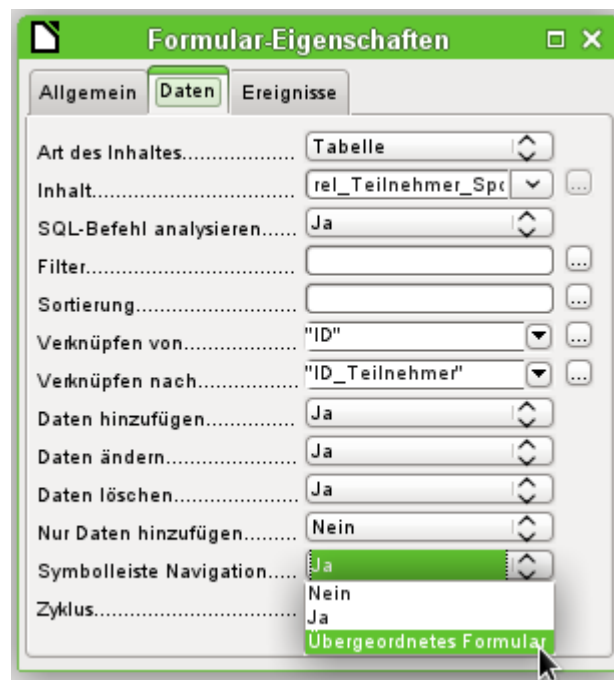 Formular-Eigenschaften
Allgemein Daten Ereignisse
Art des Inhaltes................... Tabelle
Inhalt................................... rel_Teilnehmer_Spo ...
SQL-Befehl analysieren...... Ja
Filter..................................... ...
Sortierung............................ ...
Verknüpfen von................... "ID" ...
Verknüpfen nach................. "ID_Teilnehmer" ...
Daten hinzufügen................ Ja
Daten ändern....................... Ja
Daten löschen...................... Ja
Nur Daten hinzufügen......... Nein
Symbolleiste Navigation..... Ja
Nein
Zyklus................................... Ja
Übergeordnetes Formular